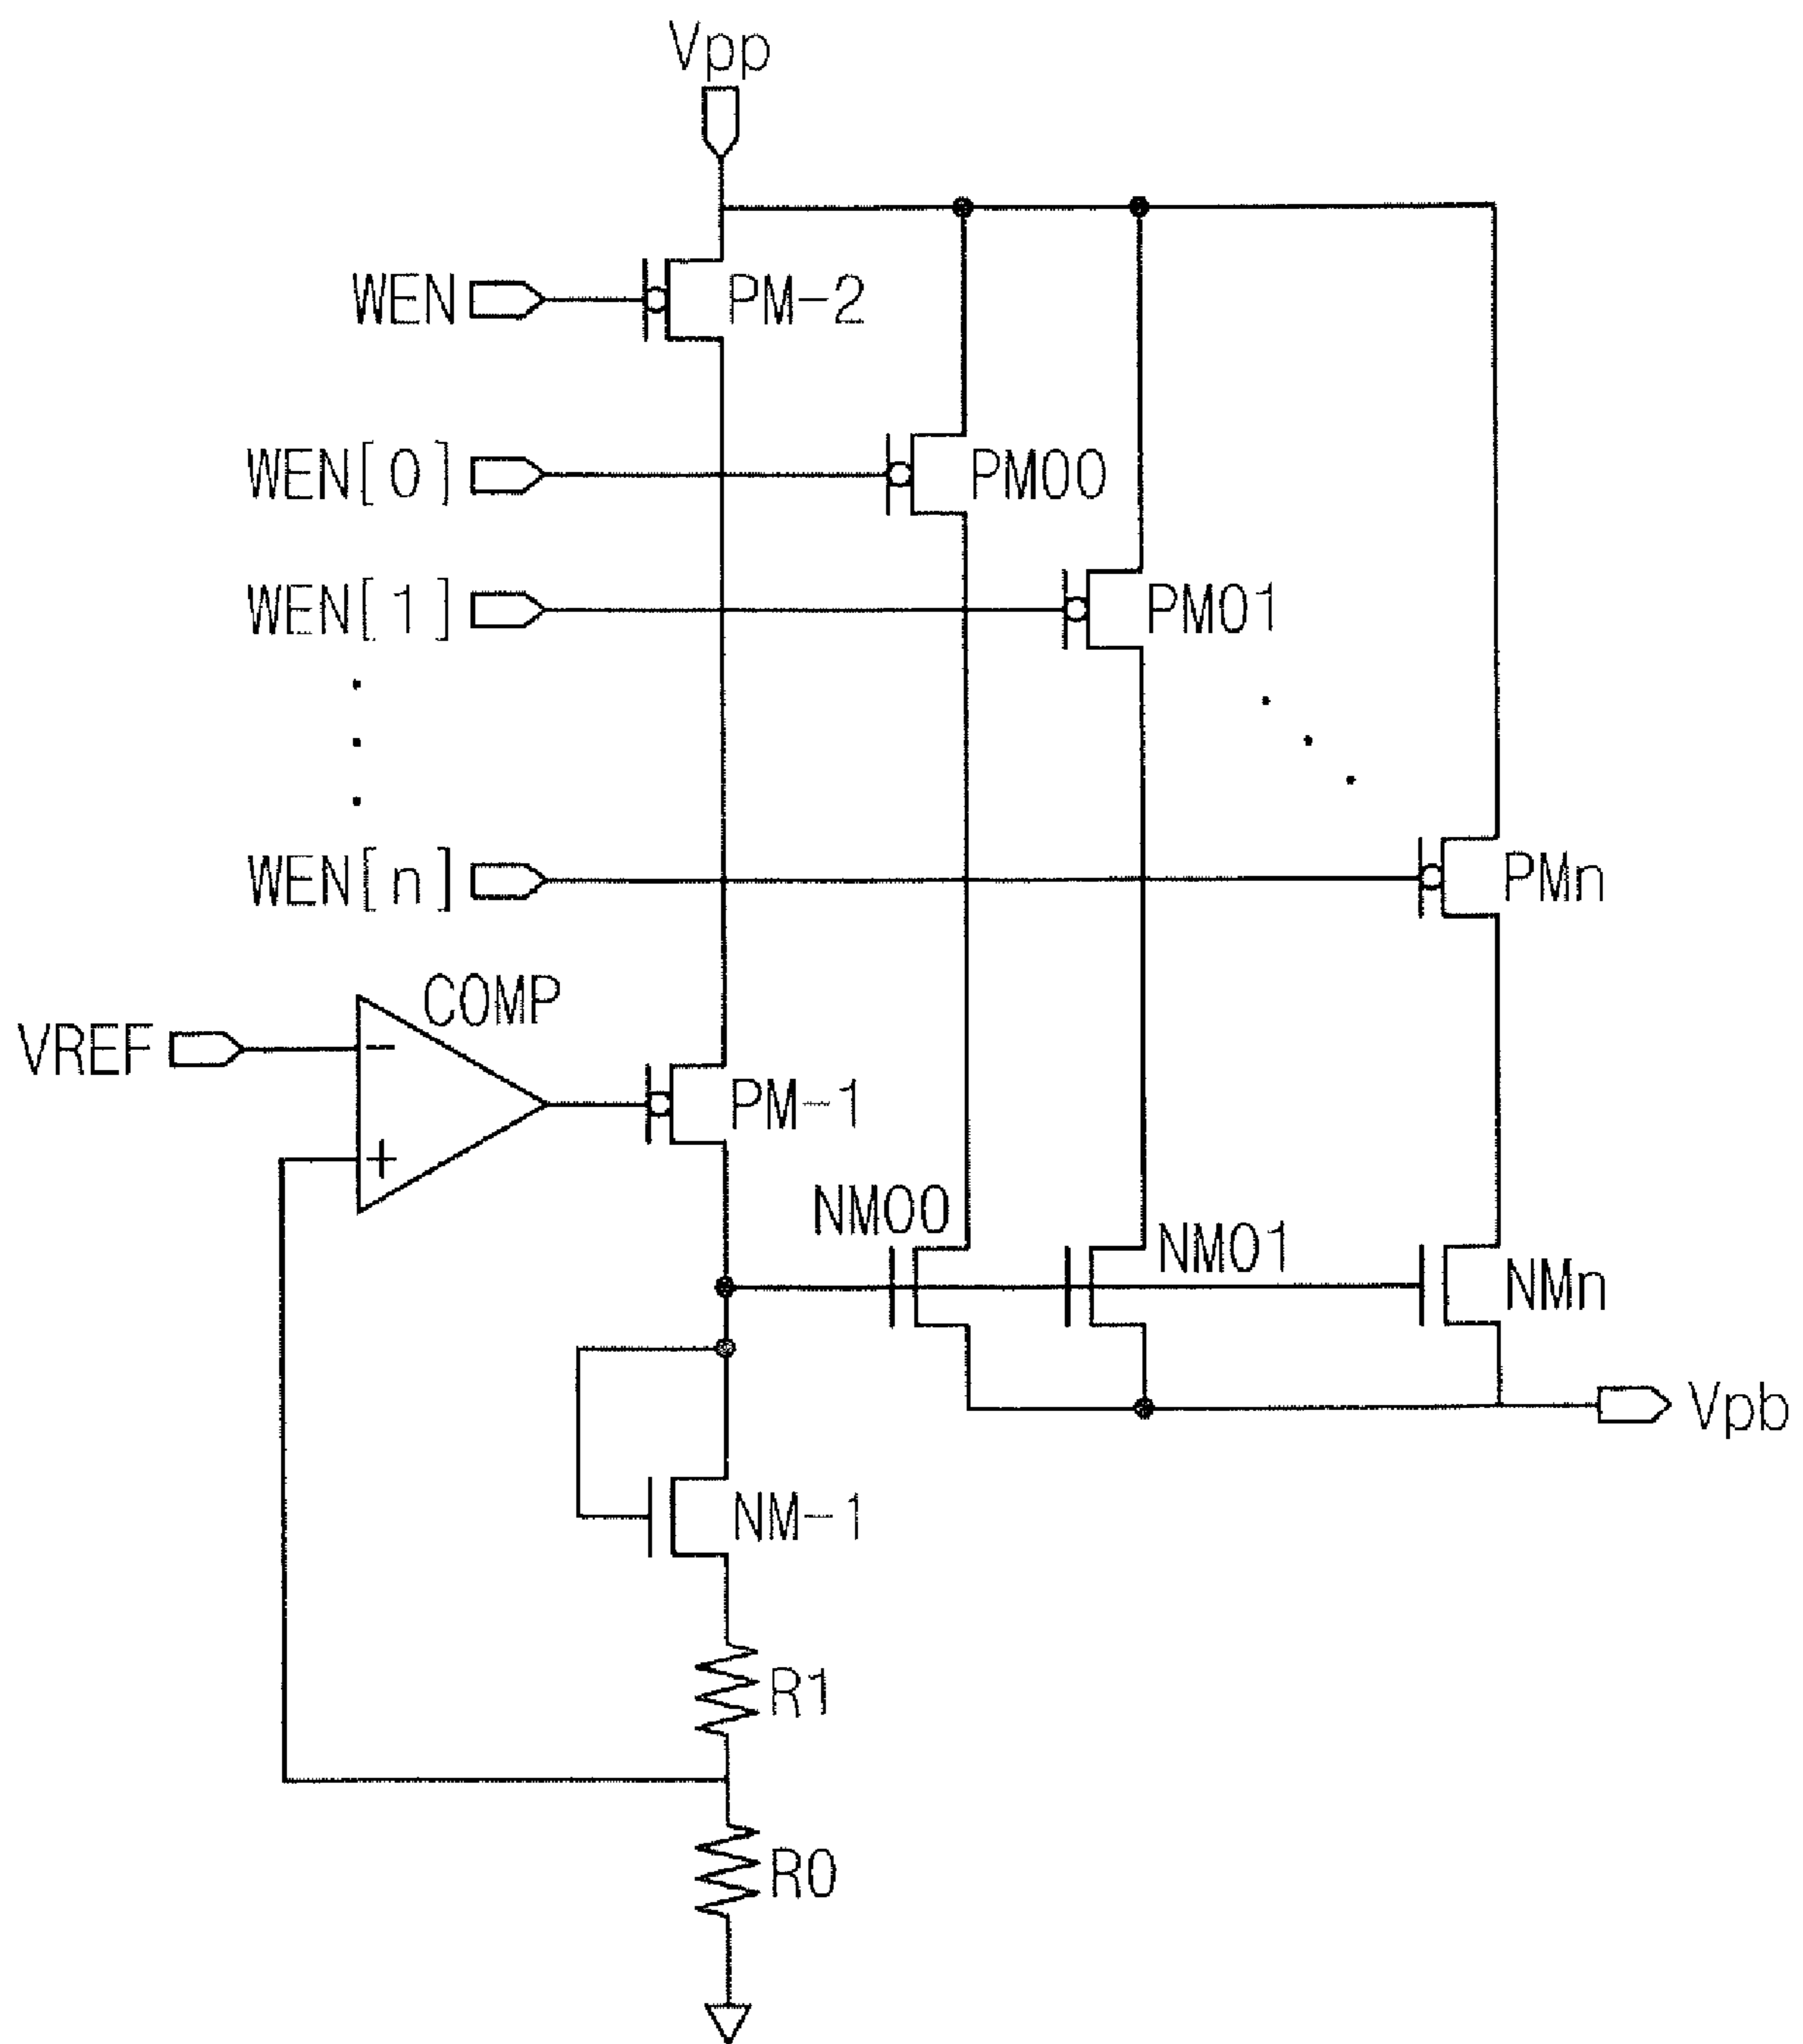 Vpp
WEN
PM-2
WEN[0]
PM00
WEN[1]
PM01
WEN[n]
PMn
COMP
VREF
-
PM-1
+
NM00
NM01
NMn
Vpb
NM-1
R1
R0